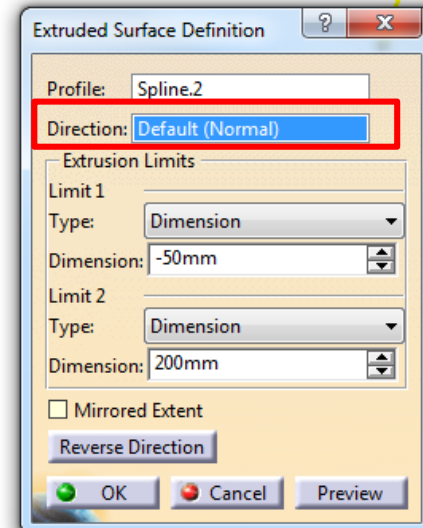 Extruded Surface Definition ?
Profile: Spline.2
Direction: Default (Normal)
Extrusion Limits
Limit 1
Type: Dimension
Dimension: -50mm
Limit 2
Type: Dimension
Dimension: 200mm
Mirrored Extent
Reverse Direction
OK Cancel Preview